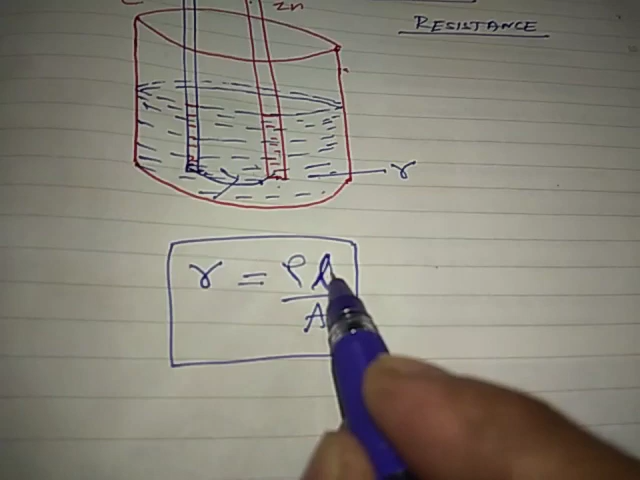 Zn
RESISTANCE
r
r = ρl
A